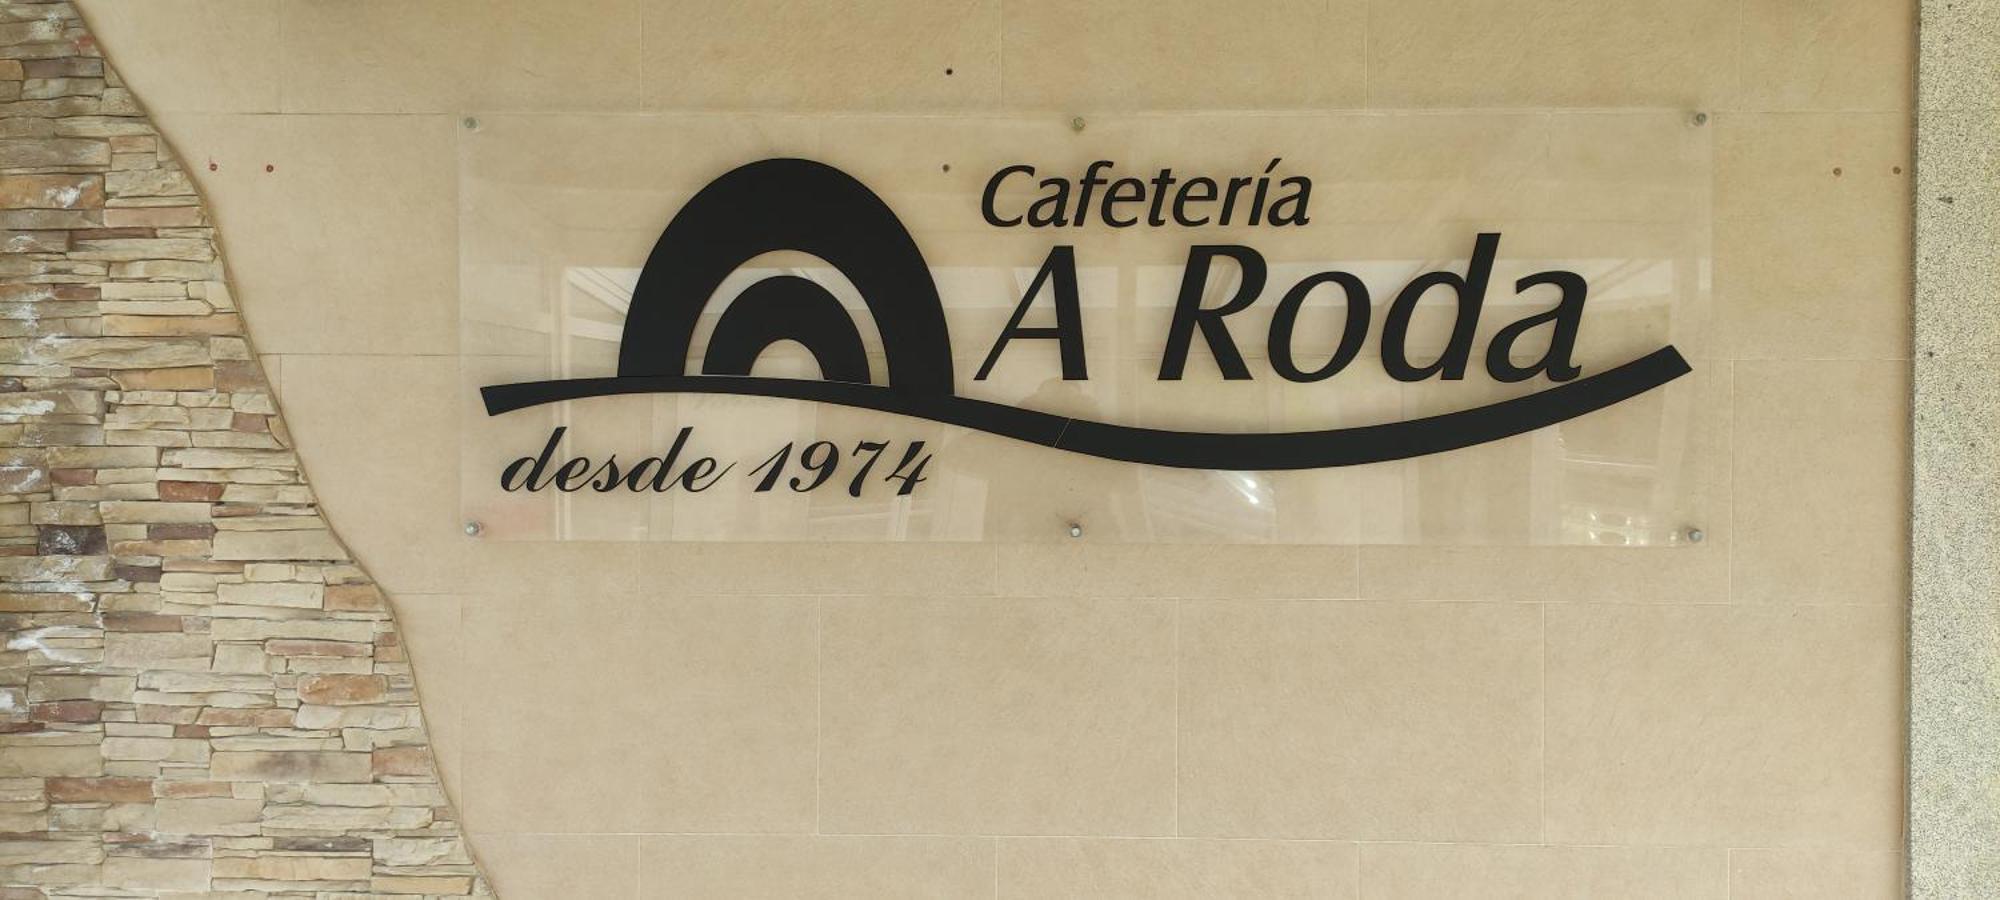 Cafetería
A Roda
desde 1974